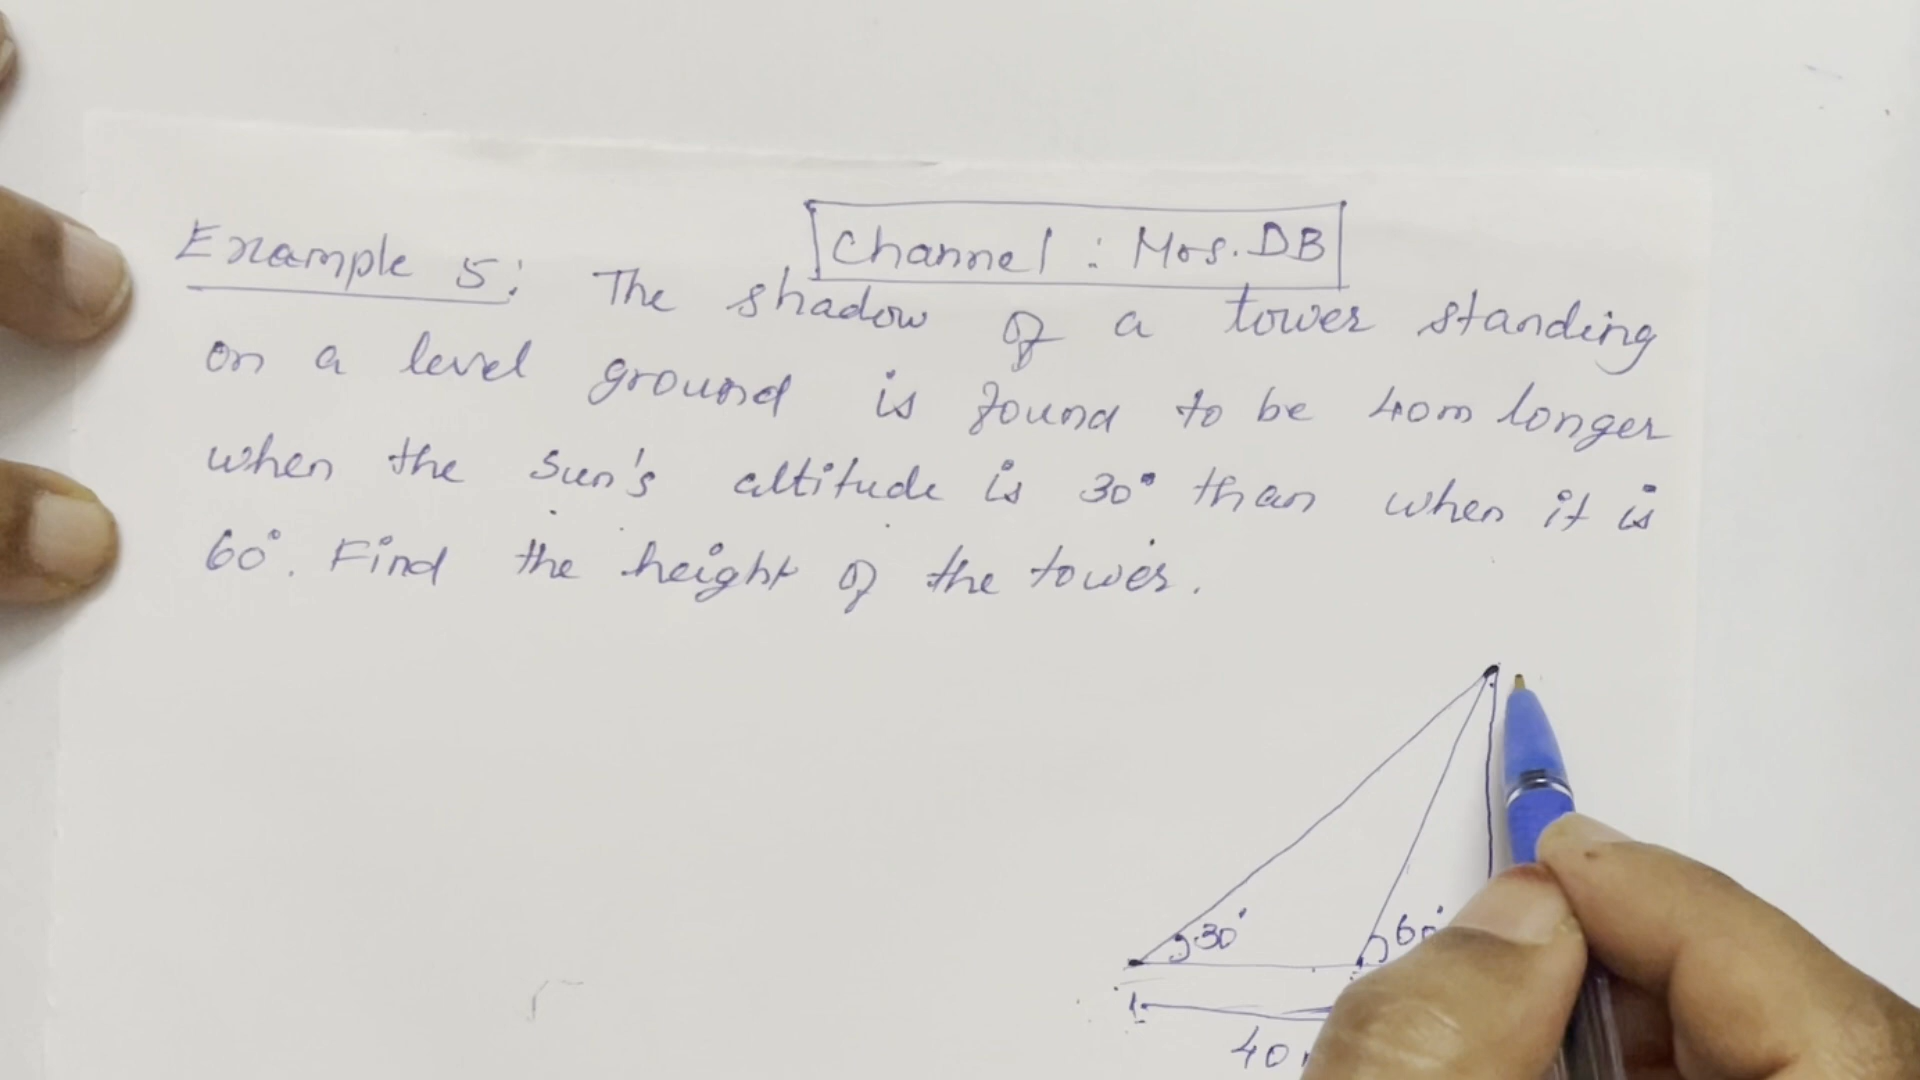 Channel : Mrs. DB
Example 5: The shadow of a tower standing
on a level ground is found to be 40m longer
when the sun's altitude is 30° than when it is
60°. Find the height of the tower.
30° 60°
40